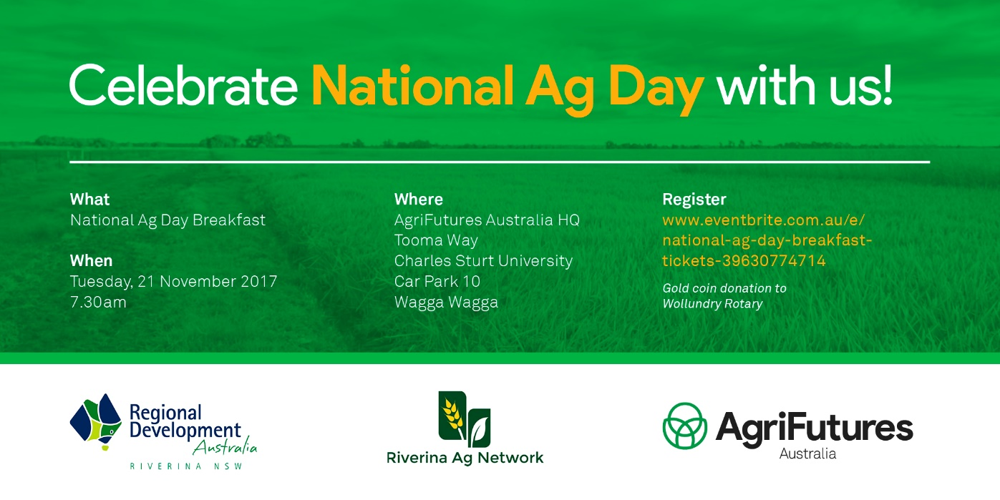 Celebrate National Ag Day with us!
What
National Ag Day Breakfast
When
Tuesday, 21 November 2017
7.30am
Where
AgriFutures Australia HQ
Tooma Way
Charles Sturt University
Car Park 10
Wagga Wagga
Register
www.eventbrite.com.au/e/
national-ag-day-breakfast-
tickets-39630774714
Gold coin donation to
Wollundry Rotary
Regional
Development
Australia
RIVERINA NSW
Riverina Ag Network
AgriFutures
Australia